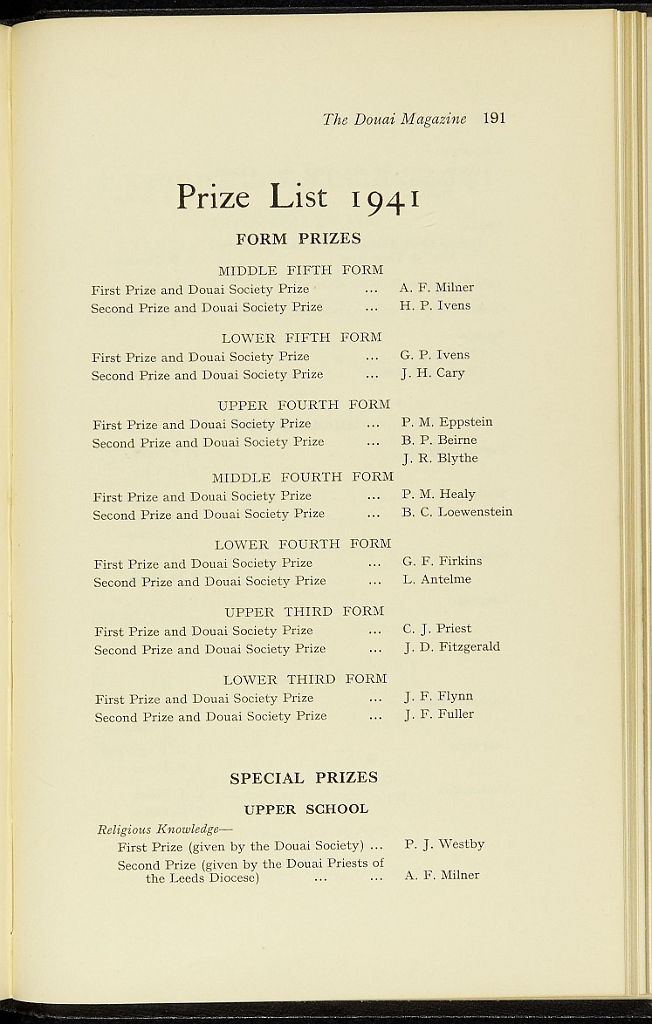 The Douai Magazine 191
Prize List 1941
FORM PRIZES
MIDDLE FIFTH FORM
First Prize and Douai Society Prize ... A. F. Milner
Second Prize and Douai Society Prize ... H. P. Ivens
LOWER FIFTH FORM
First Prize and Douai Society Prize ... G. P. Ivens
Second Prize and Douai Society Prize ... J. H. Cary
UPPER FOURTH FORM
First Prize and Douai Society Prize ... P. M. Eppstein
Second Prize and Douai Society Prize ... B. P. Beirne
J. R. Blythe
MIDDLE FOURTH FORM
First Prize and Douai Society Prize ... P. M. Healy
Second Prize and Douai Society Prize ... B. C. Loewenstein
LOWER FOURTH FORM
First Prize and Douai Society Prize ... G. F. Firkins
Second Prize and Douai Society Prize ... L. Antelme
UPPER THIRD FORM
First Prize and Douai Society Prize ... C. J. Priest
Second Prize and Douai Society Prize ... J. D. Fitzgerald
LOWER THIRD FORM
First Prize and Douai Society Prize ... J. F. Flynn
Second Prize and Douai Society Prize ... J. F. Fuller
SPECIAL PRIZES
UPPER SCHOOL
Religious Knowledge—
First Prize (given by the Douai Society) ... P. J. Westby
Second Prize (given by the Douai Priests of
the Leeds Diocese) ... ... A. F. Milner